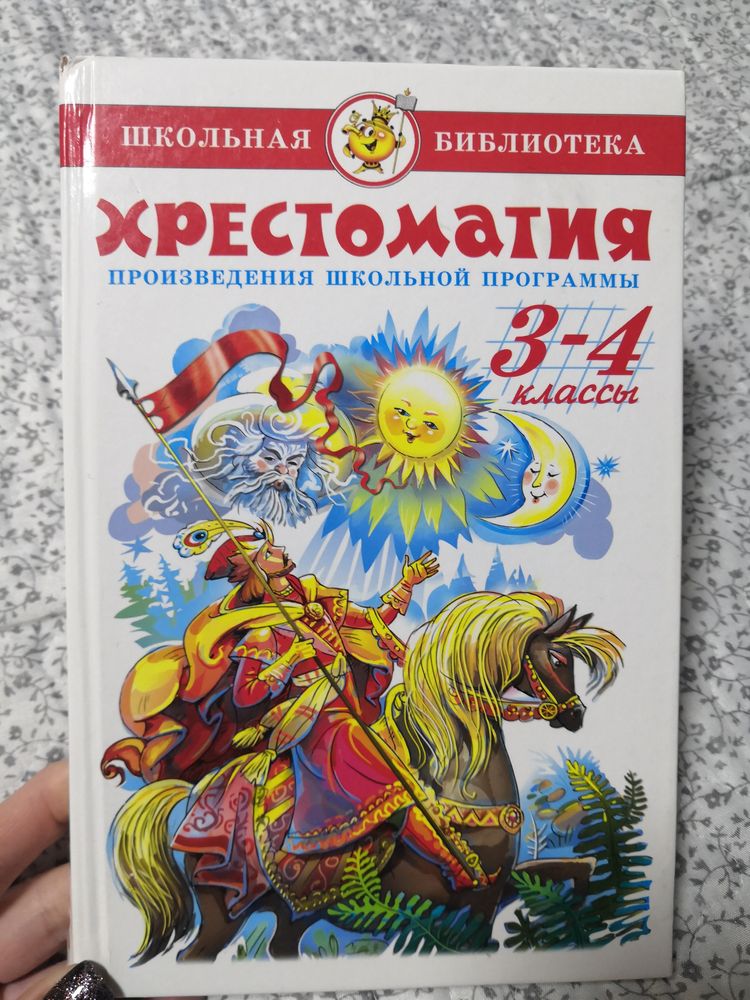 ШКОЛЬНАЯ БИБЛИОТЕКА
ХРЕСТОМАТИЯ
ПРОИЗВЕДЕНИЯ ШКОЛЬНОЙ ПРОГРАММЫ
3-4
классы